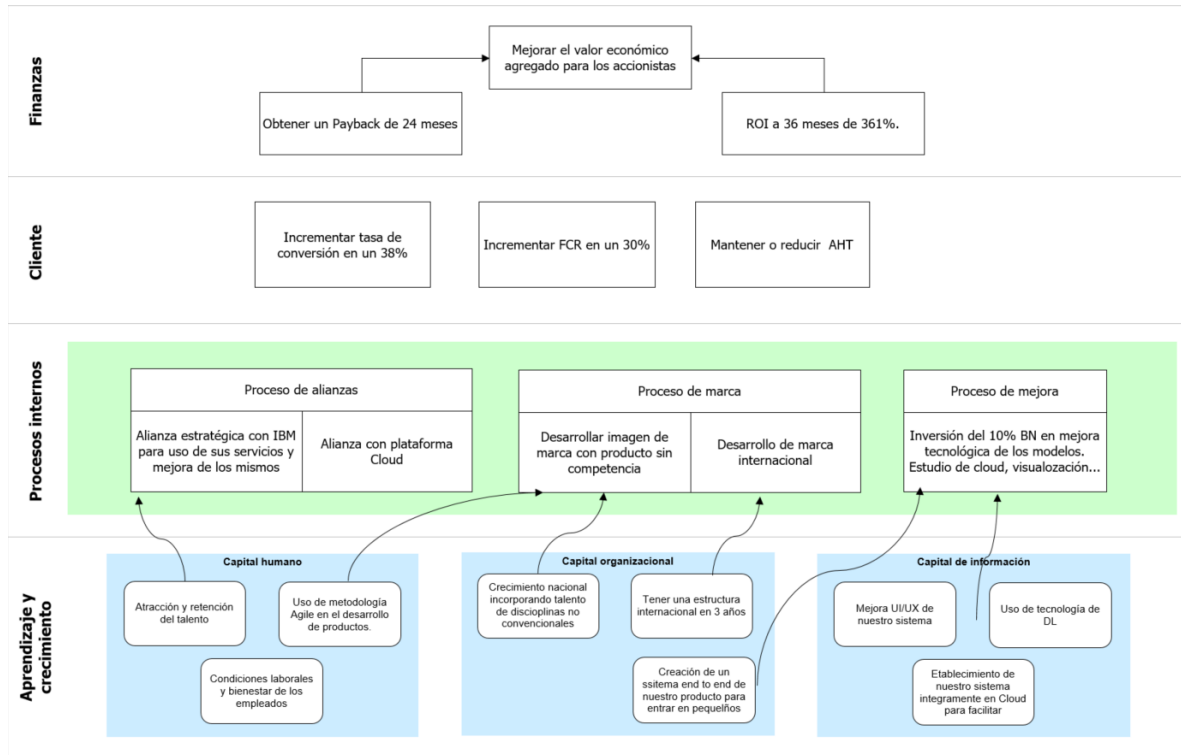 Finanzas
Mejorar el valor económico
agregado para los accionistas
Obtener un Payback de 24 meses
ROI a 36 meses de 361%.
Cliente
Incrementar tasa de
conversión en un 38%
Incrementar FCR en un 30%
Mantener o reducir AHT
Procesos internos
Proceso de alianzas
Alianza estratégica con IBM
para uso de sus servicios y
mejora de los mismos
Alianza con plataforma
Cloud
Proceso de marca
Desarrollar imagen de
marca con producto sin
competencia
Desarrollo de marca
internacional
Proceso de mejora
Inversión del 10% BN en mejora
tecnológica de los modelos.
Estudio de cloud, visualozación...
Aprendizaje y
crecimiento
Capital humano
Atracción y retención
del talento
Uso de metodología
Agile en el desarrollo
de productos.
Condiciones laborales
y bienestar de los
empleados
Capital organizacional
Crecimiento nacional
incorporando talento
de discioplinas no
convencionales
Tener una estructura
internacional en 3 años
Creación de un
ssitema end to end de
nuestro producto para
entrar en pequelños
Capital de información
Mejora UI/UX de
nuestro sistema
Uso de tecnología de
DL
Etablecimiento de
nuestro sistema
integramente en Cloud
para facilitar